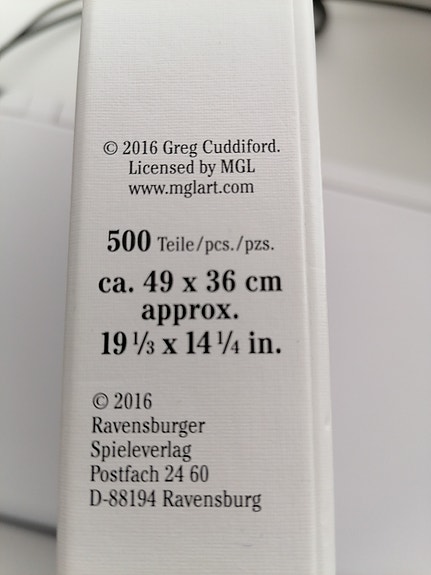 © 2016 Greg Cuddiford.
Licensed by MGL
www.mglart.com
500 Teile/pcs./pzs.
ca. 49 x 36 cm
approx.
19 1/3 x 14 1/4 in.
© 2016
Ravensburger
Spieleverlag
Postfach 24 60
D-88194 Ravensburg